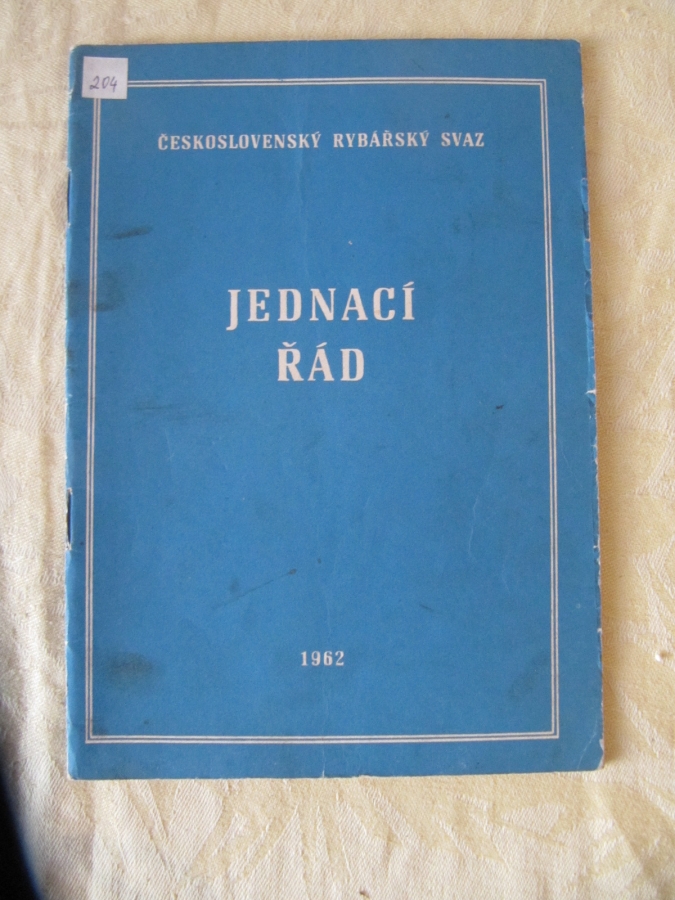 204
ČESKOSLOVENSKÝ RYBÁŘSKÝ SVAZ
JEDNACÍ
ŘÁD
1962